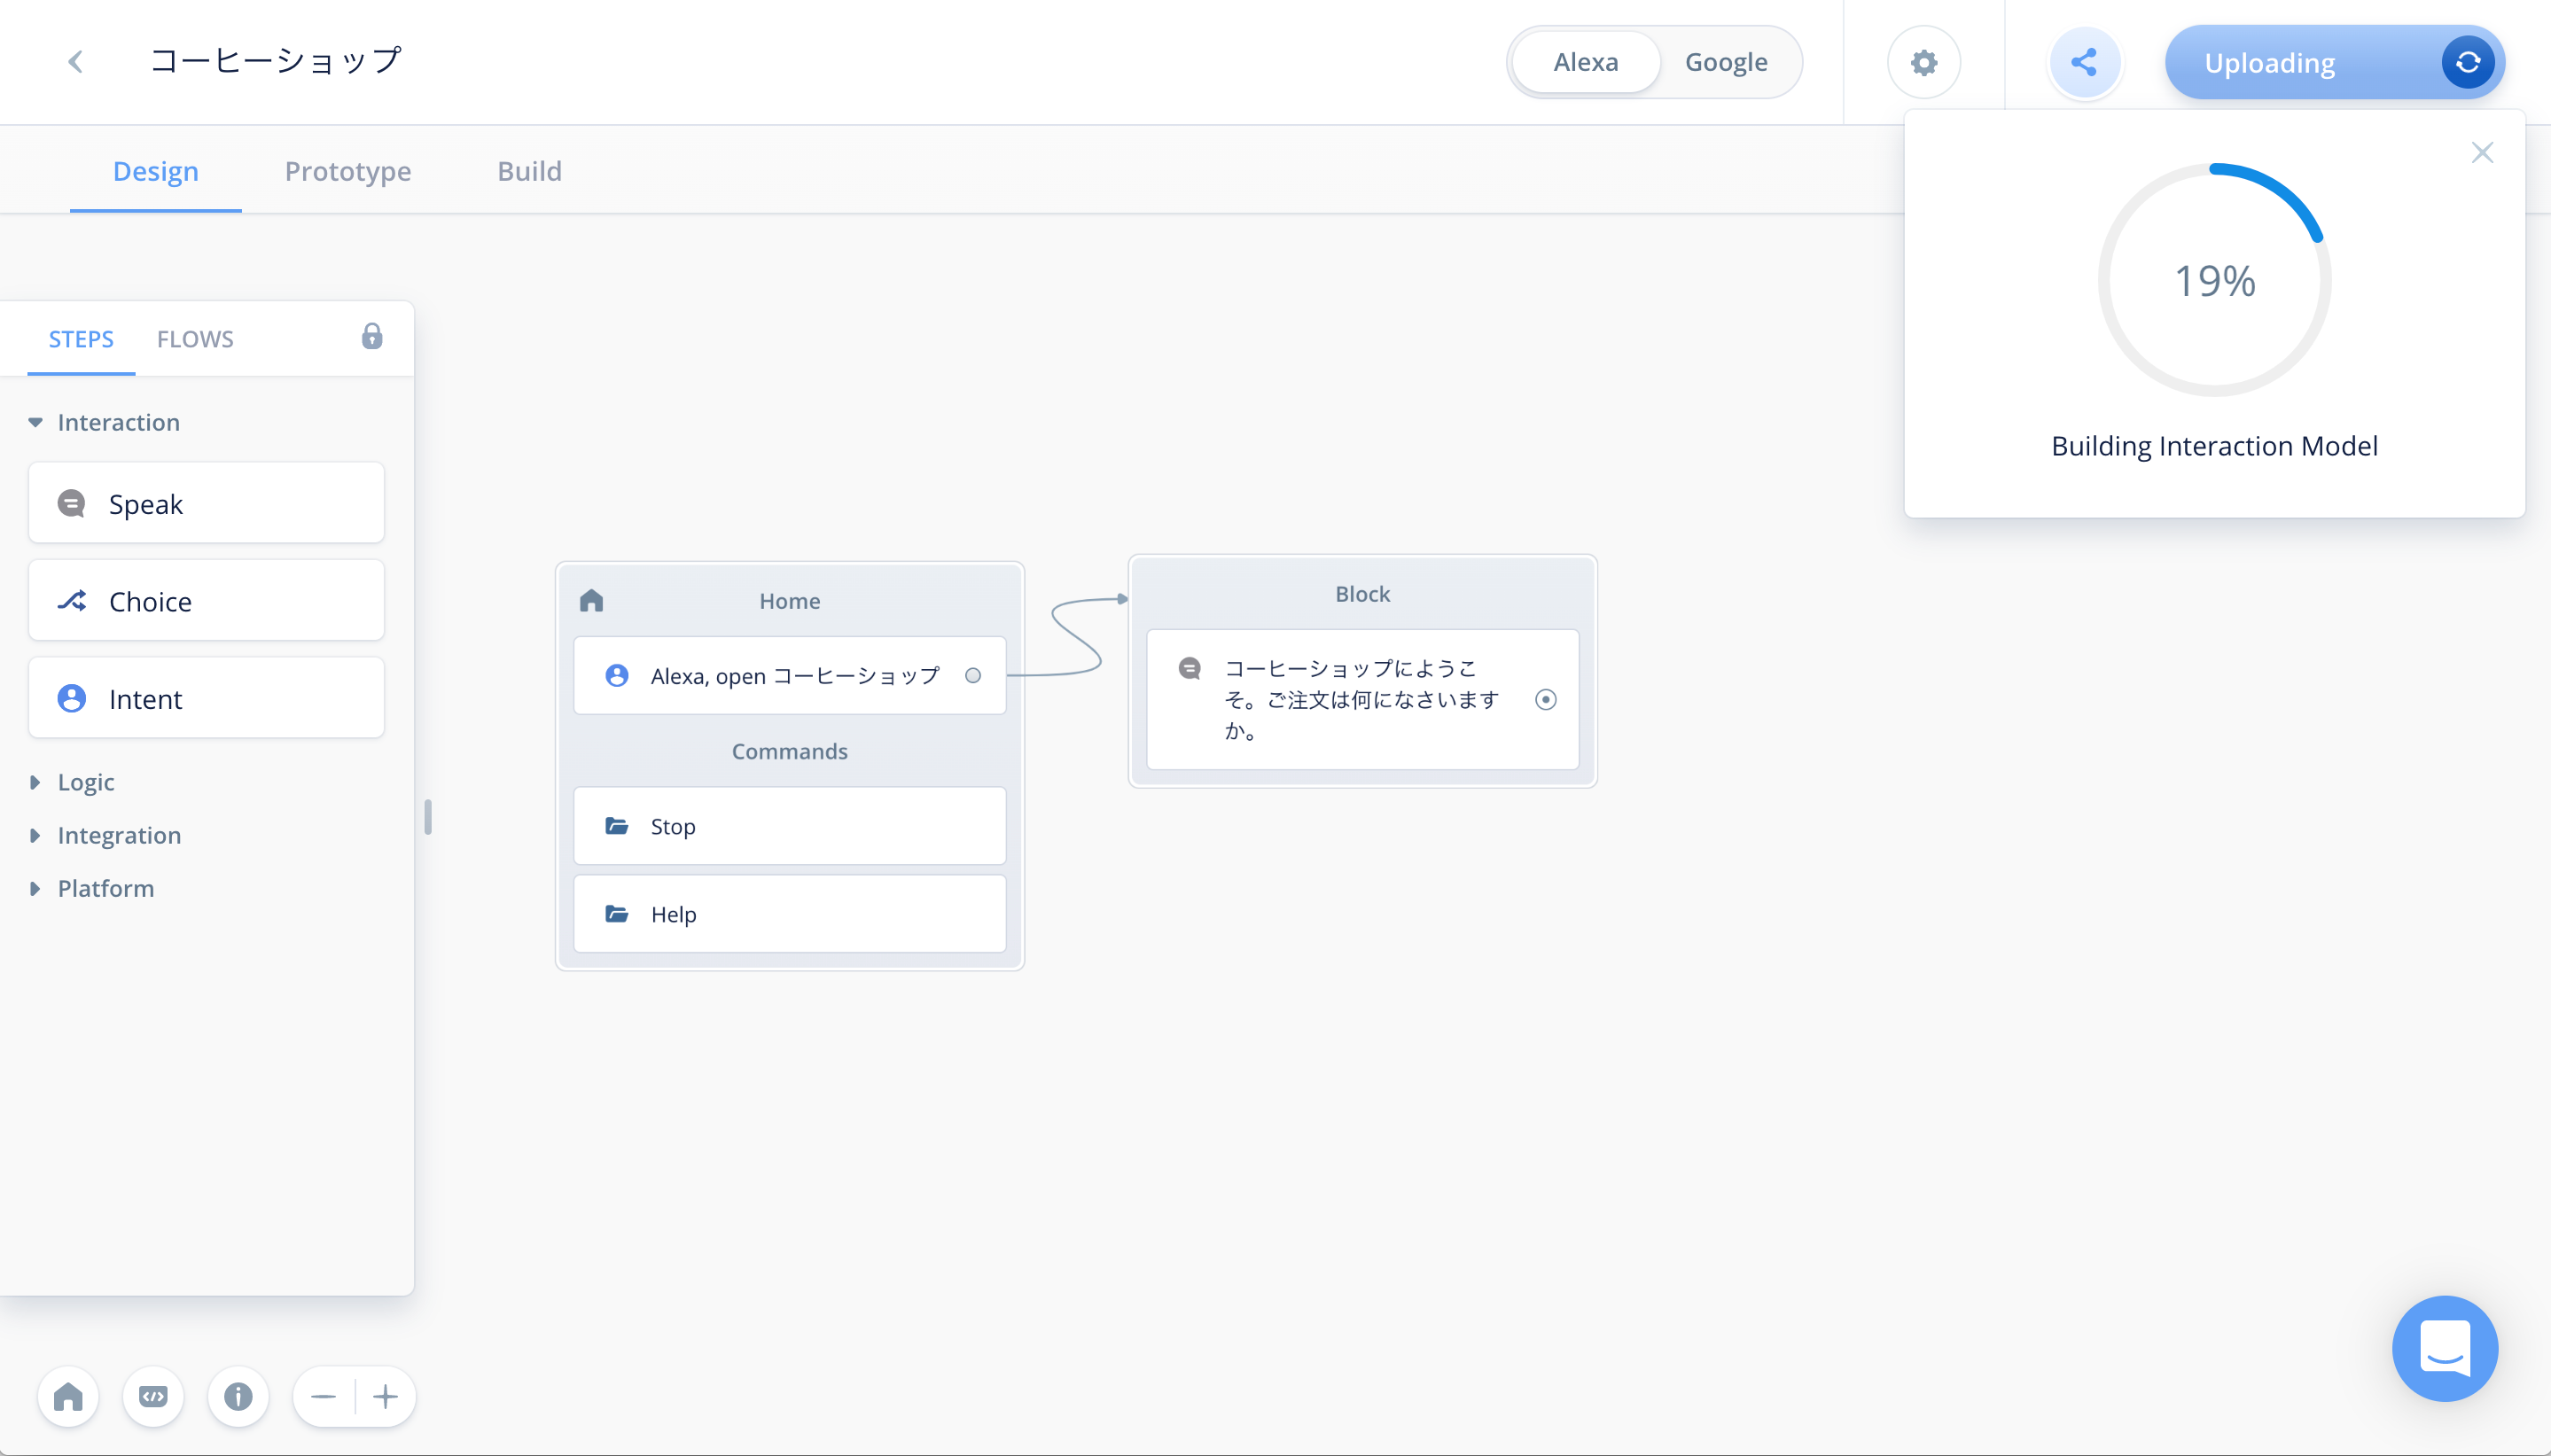 コーヒーショップ
Alexa
Google
Uploading
Design
Prototype
Build
19%
Building Interaction Model
STEPS
FLOWS
Interaction
Speak
Choice
Intent
Logic
Integration
Platform
Home
Alexa, open コーヒーショップ
Commands
Stop
Help
Block
コーヒーショップにようこ
そ。ご注文は何になさいます
か。